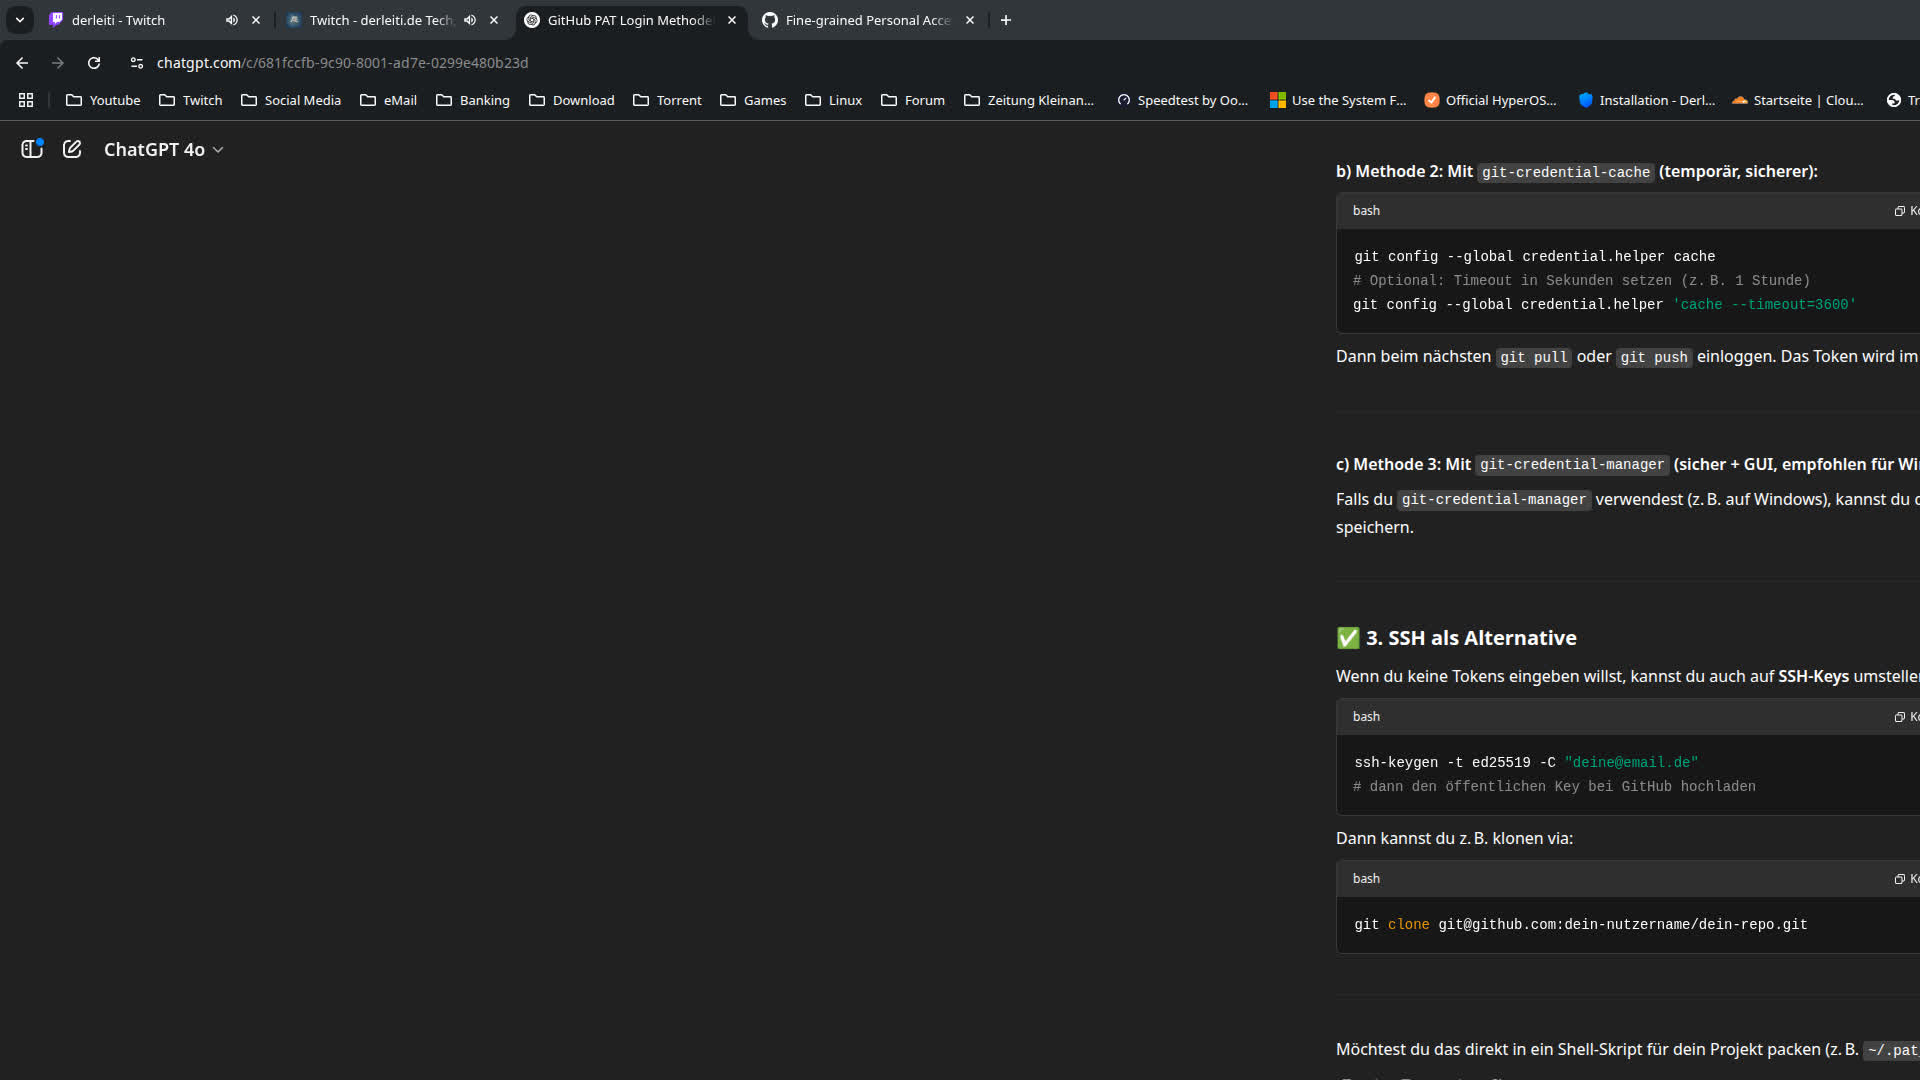 derleiti - Twitch
Twitch - derleiti.de Tech
GitHub PAT Login Methode
Fine-grained Personal Acce
chatgpt.com/c/681fccfb-9c90-8001-ad7e-0299e480b23d
Youtube Twitch Social Media eMail Banking Download Torrent Games Linux Forum Zeitung Kleinan... Speedtest by Oo... Use the System F... Official HyperOS... Installation - Derl... Startseite | Clou... Tr
ChatGPT 4o
b) Methode 2: Mit git-credential-cache (temporär, sicherer):
bash Ko
git config --global credential.helper cache
# Optional: Timeout in Sekunden setzen (z. B. 1 Stunde)
git config --global credential.helper 'cache --timeout=3600'
Dann beim nächsten git pull oder git push einloggen. Das Token wird im
c) Methode 3: Mit git-credential-manager (sicher + GUI, empfohlen für Wi
Falls du git-credential-manager verwendest (z. B. auf Windows), kannst du
speichern.
✅ 3. SSH als Alternative
Wenn du keine Tokens eingeben willst, kannst du auch auf SSH-Keys umstelle
bash Ko
ssh-keygen -t ed25519 -C "deine@email.de"
# dann den öffentlichen Key bei GitHub hochladen
Dann kannst du z. B. klonen via:
bash Ko
git clone git@github.com:dein-nutzername/dein-repo.git
Möchtest du das direkt in ein Shell-Skript für dein Projekt packen (z. B. ~/.pat